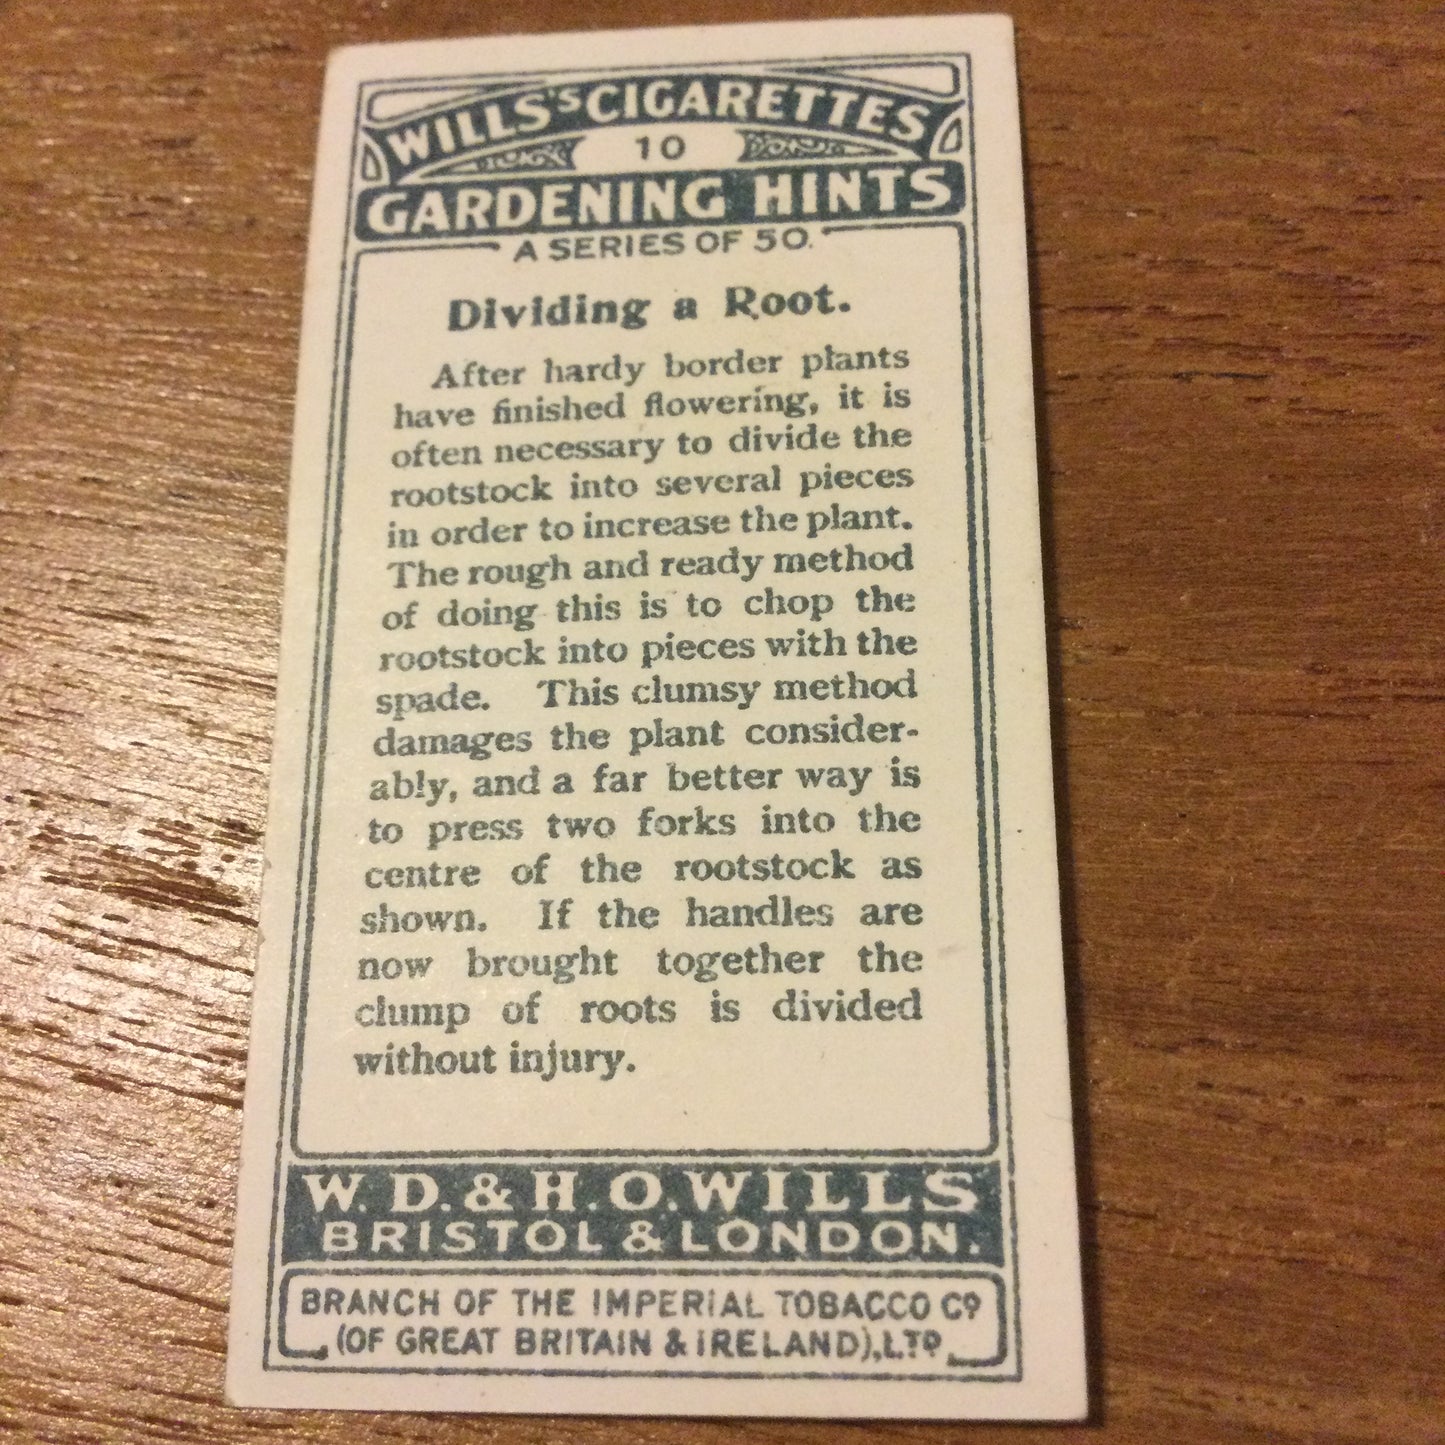 WILLS'S CIGARETTES
10
GARDENING HINTS
A SERIES OF 50.
Dividing a Root.
After hardy border plants
have finished flowering, it is
often necessary to divide the
rootstock into several pieces
in order to increase the plant.
The rough and ready method
of doing this is to chop the
rootstock into pieces with the
spade. This clumsy method
damages the plant consider-
ably, and a far better way is
to press two forks into the
centre of the rootstock as
shown. If the handles are
now brought together the
clump of roots is divided
without injury.
W. D. & H. O. WILLS
BRISTOL & LONDON.
BRANCH OF THE IMPERIAL TOBACCO CO
(OF GREAT BRITAIN & IRELAND), LTD